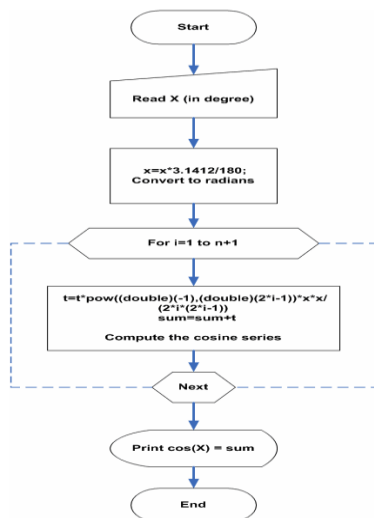 Start
Read X (in degree)
x=x*3.1412/180;
Convert to radians
For i=1 to n+1
t=t*pow((double)(-1),(double)(2*i-1))*x*x/
(2*i*(2*i-1))
sum=sum+t
Compute the cosine series
Next
Print cos(X) = sum
End